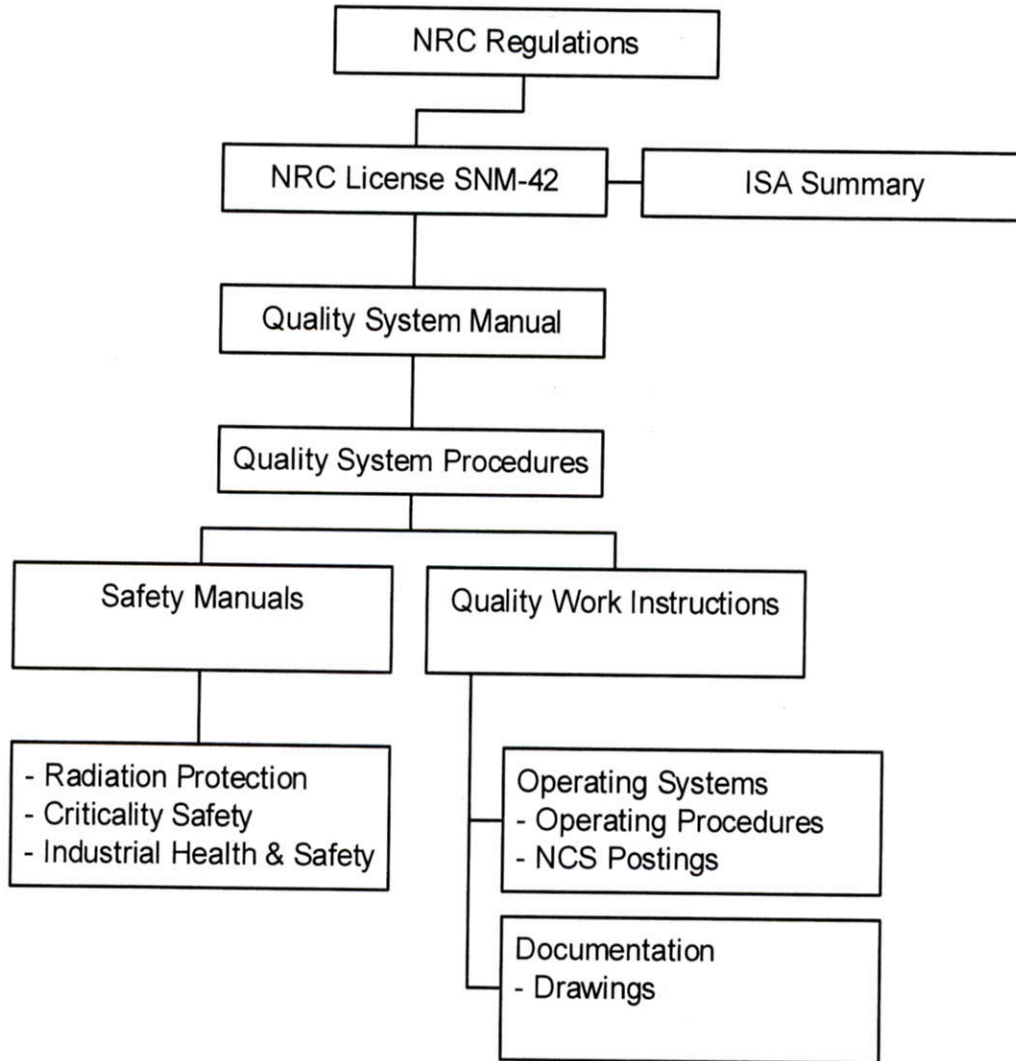 NRC Regulations
NRC License SNM-42
ISA Summary
Quality System Manual
Quality System Procedures
Safety Manuals
Quality Work Instructions
- Radiation Protection
- Criticality Safety
- Industrial Health & Safety
Operating Systems
- Operating Procedures
- NCS Postings
Documentation
- Drawings